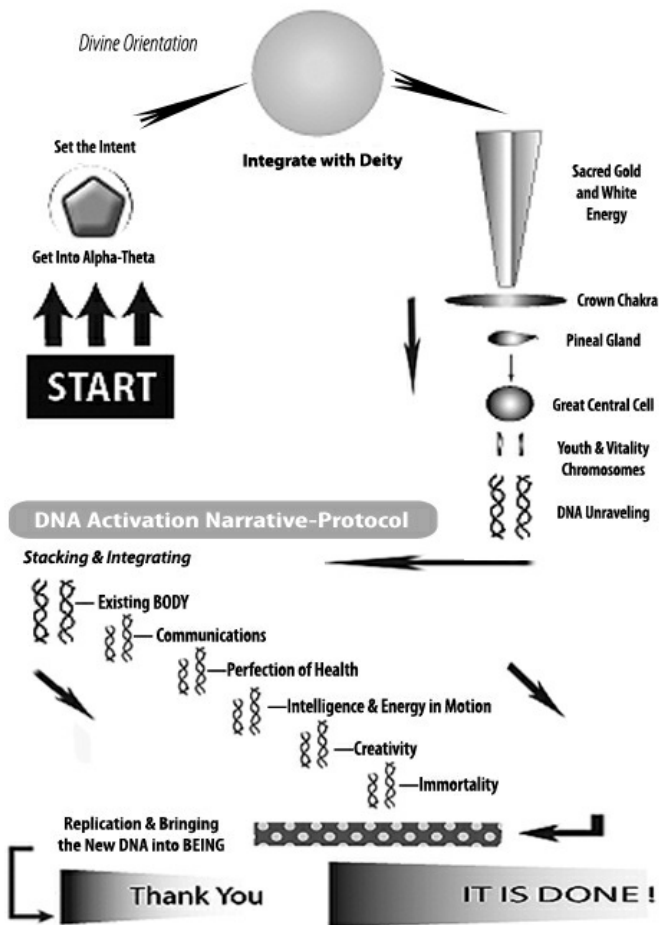 Divine Orientation
Set the Intent
Get Into Alpha-Theta
START
Integrate with Deity
Sacred Gold
and White
Energy
Crown Chakra
Pineal Gland
Great Central Cell
Youth & Vitality
Chromosomes
DNA Unraveling
DNA Activation Narrative-Protocol
Stacking & Integrating
Existing BODY
Communications
Perfection of Health
Intelligence & Energy in Motion
Creativity
Immortality
Replication & Bringing
the New DNA into BEING
Thank You
IT IS DONE !